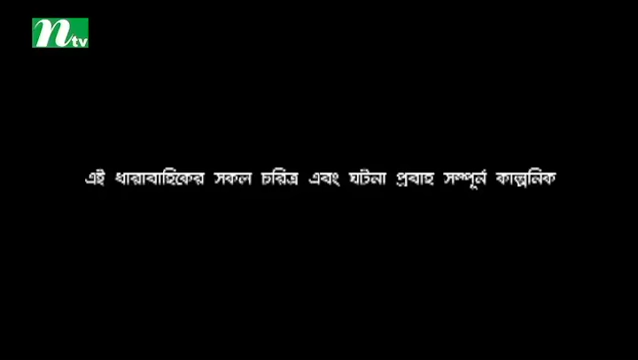 ntv
এই ধারাবাহিকের সকল চরিত্র এবং ঘটনা প্রবাহ সম্পূর্ন কাল্পনিক